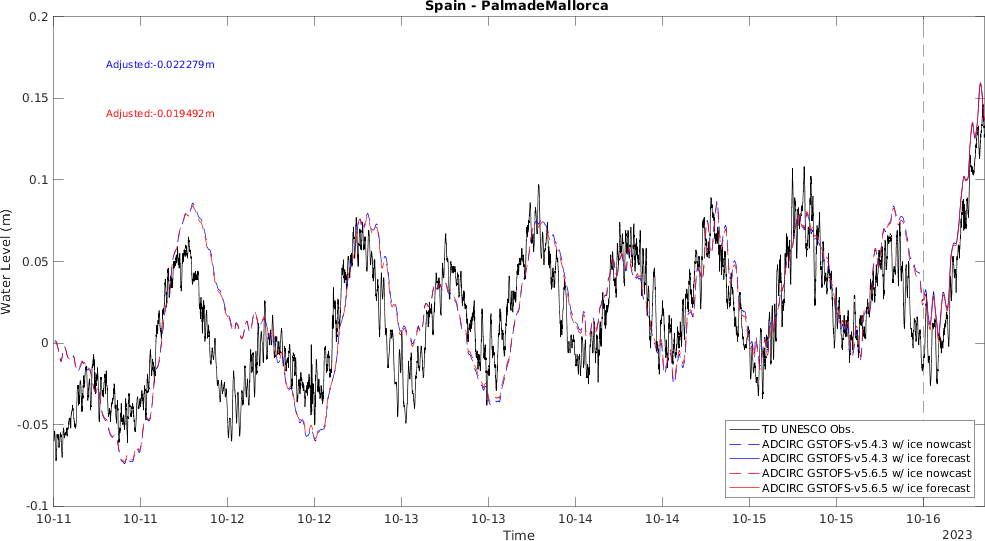 Spain - PalmadeMallorca
0.2
0.15
0.1
0.05
0
-0.05
-0.1
Water Level (m)
Adjusted:-0.022279m
Adjusted:-0.019492m
TD UNESCO Obs.
ADCIRC GSTOFS-v5.4.3 w/ ice nowcast
ADCIRC GSTOFS-v5.4.3 w/ ice forecast
ADCIRC GSTOFS-v5.6.5 w/ ice nowcast
ADCIRC GSTOFS-v5.6.5 w/ ice forecast
10-11 10-11 10-12 10-12 10-13 10-13 10-14 10-14 10-15 10-15 10-16
Time
2023